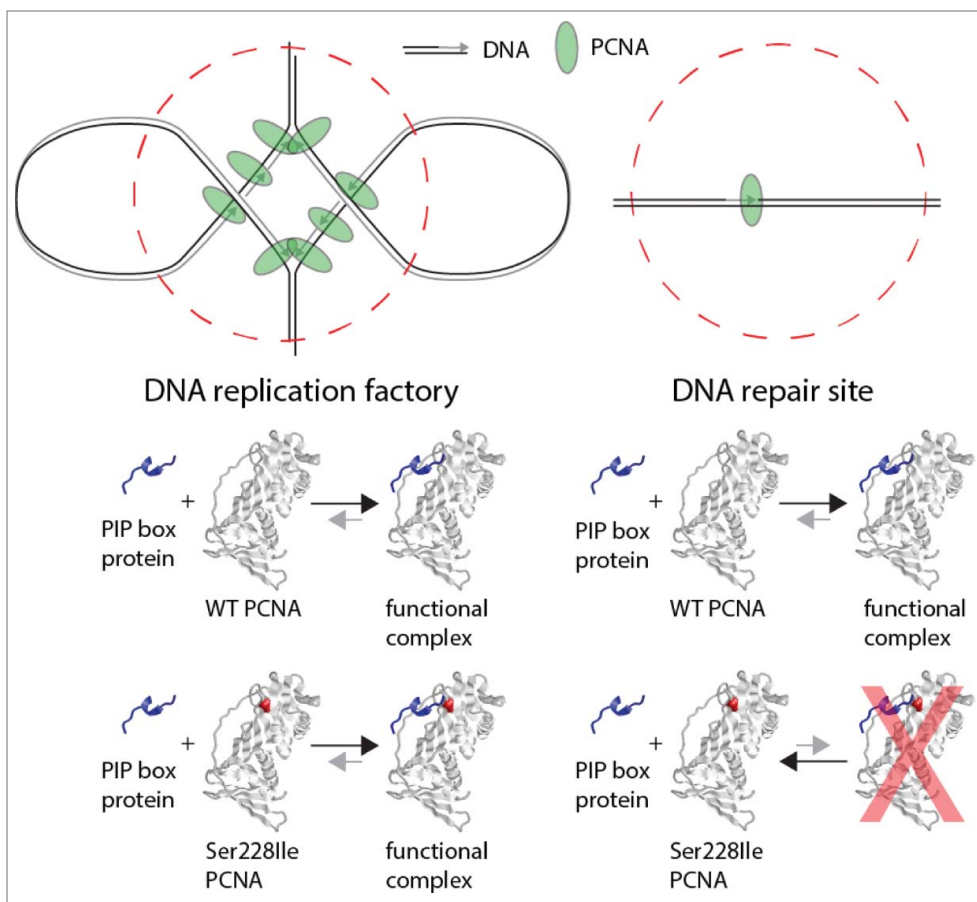 DNA
PCNA
DNA replication factory
DNA repair site
+
PIP box
protein
WT PCNA
functional
complex
+
PIP box
protein
WT PCNA
functional
complex
+
PIP box
protein
Ser228Ile
PCNA
functional
complex
+
PIP box
protein
Ser228Ile
PCNA